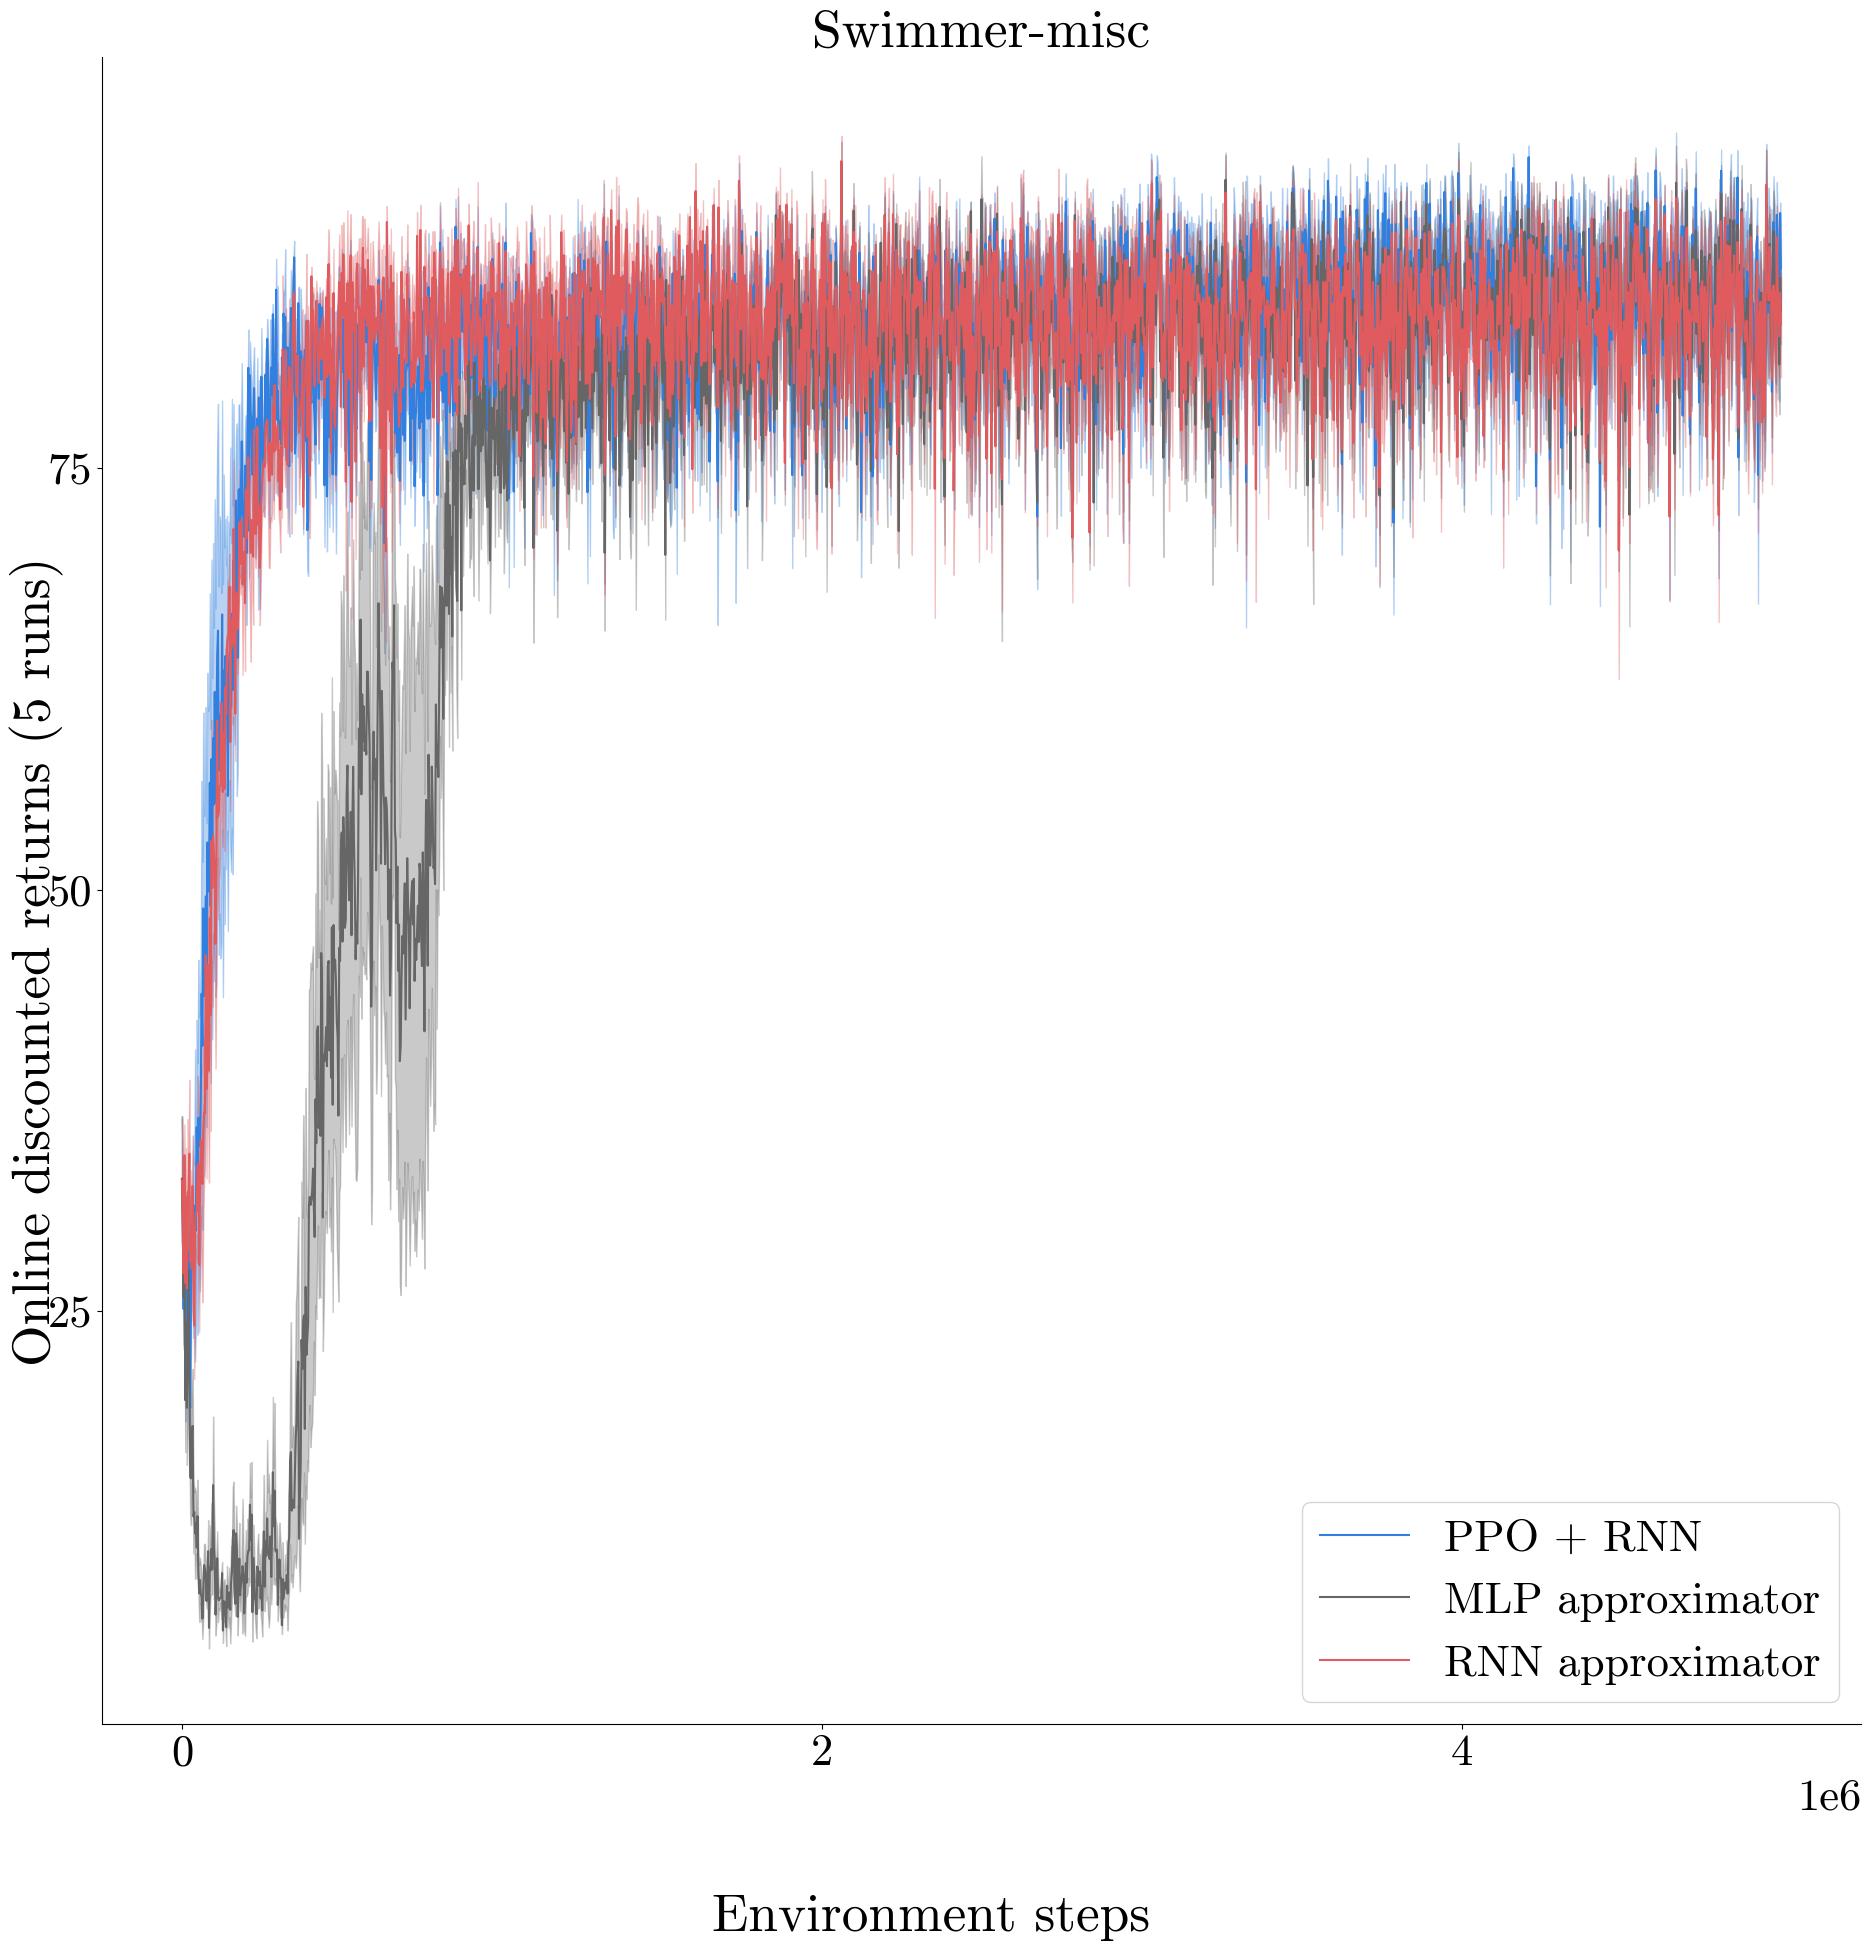 Swimmer-misc
Online discounted returns (5 runs)
75
50
25
PPO + RNN
MLP approximator
RNN approximator
0 2 4
1e6
Environment steps